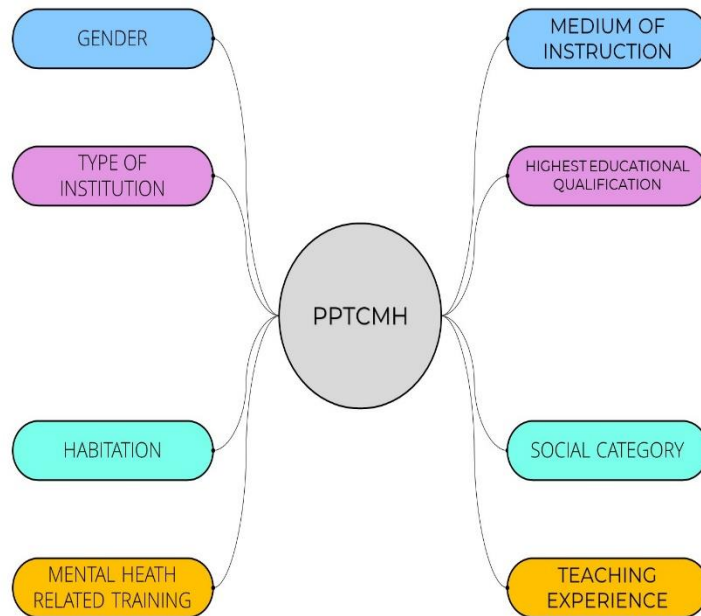 GENDER
MEDIUM OF
INSTRUCTION
TYPE OF
INSTITUTION
HIGHEST EDUCATIONAL
QUALIFICATION
PPTCMH
HABITATION
SOCIAL CATEGORY
MENTAL HEATH
RELATED TRAINING
TEACHING
EXPERIENCE